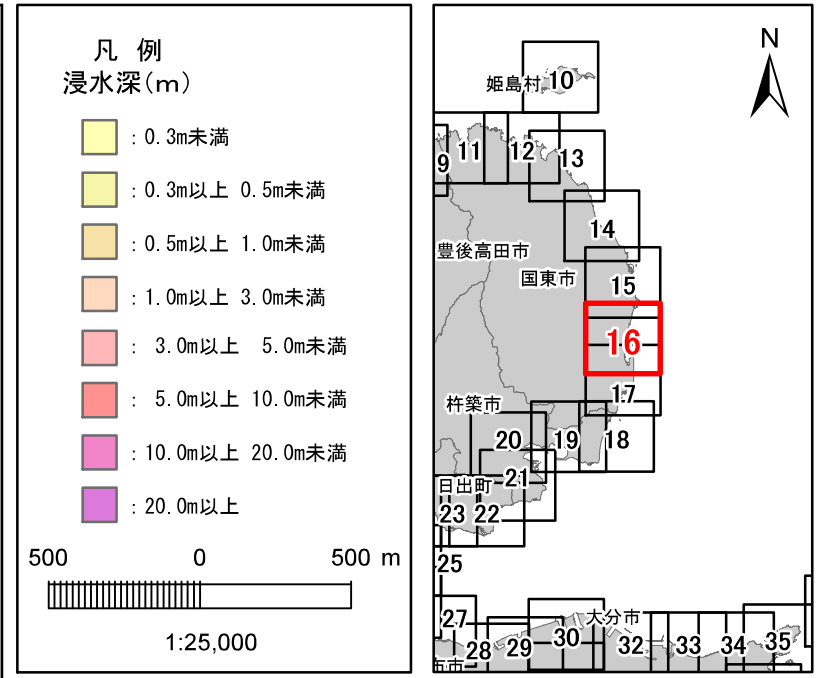 凡 例
浸水深(m)
: 0.3m未満
: 0.3m以上 0.5m未満
: 0.5m以上 1.0m未満
: 1.0m以上 3.0m未満
: 3.0m以上 5.0m未満
: 5.0m以上 10.0m未満
: 10.0m以上 20.0m未満
: 20.0m以上
500 0 500 m
1:25,000
N
姫島村 10
9 11 12 13
14
豊後高田市
国東市
15
16
17
杵築市
20 19 18
21
日出町
23 22
25
27
大分市
28 29 30 32 33 34 35
市